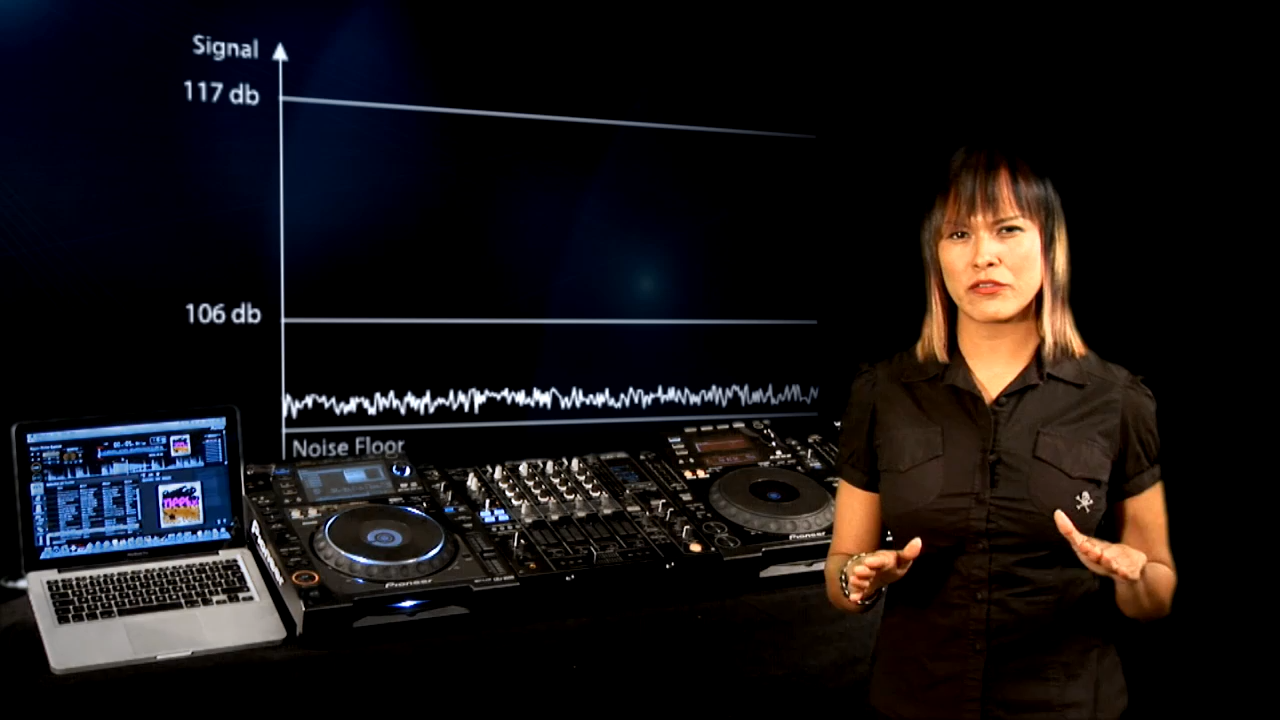 Signal
117 db
106 db
Noise Floor
Pioneer
Pioneer